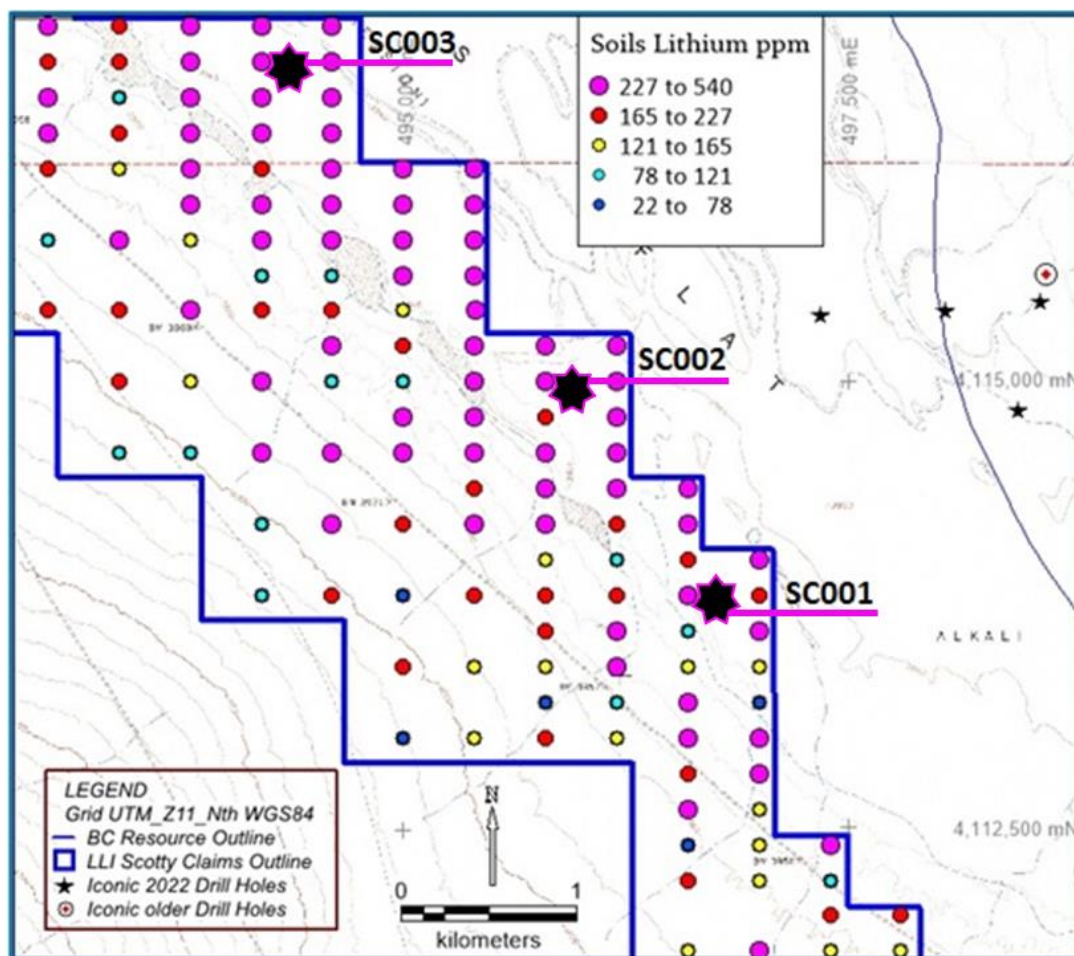 SC003
495,000 mE
Soils Lithium ppm
227 to 540
165 to 227
121 to 165
78 to 121
22 to 78
497,500 mE
SC002
4,115,000 mN
SC001
ALKALI
LEGEND
Grid UTM_Z11_Nth WGS84
BC Resource Outline
LLI Scotty Claims Outline
Iconic 2022 Drill Holes
Iconic older Drill Holes
N
0 1
kilometers
4,112,500 mN